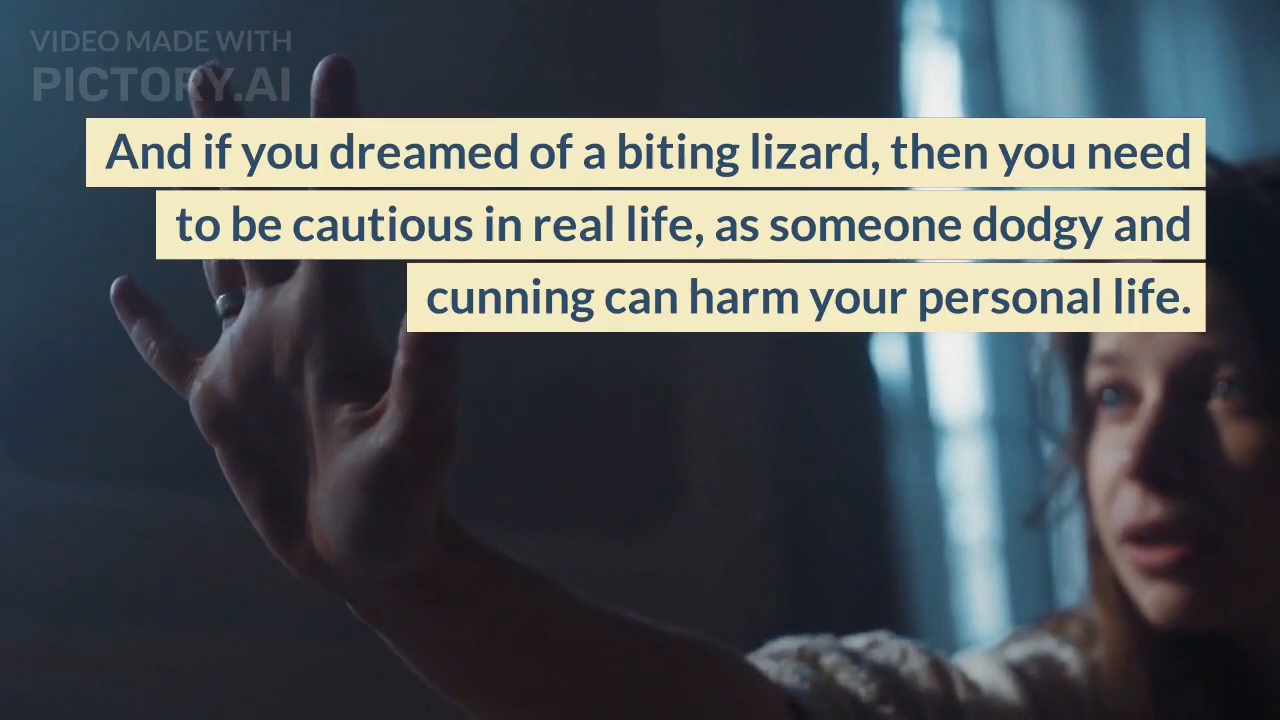 VIDEO MADE WITH
PICTORY.AI
And if you dreamed of a biting lizard, then you need
to be cautious in real life, as someone dodgy and
cunning can harm your personal life.